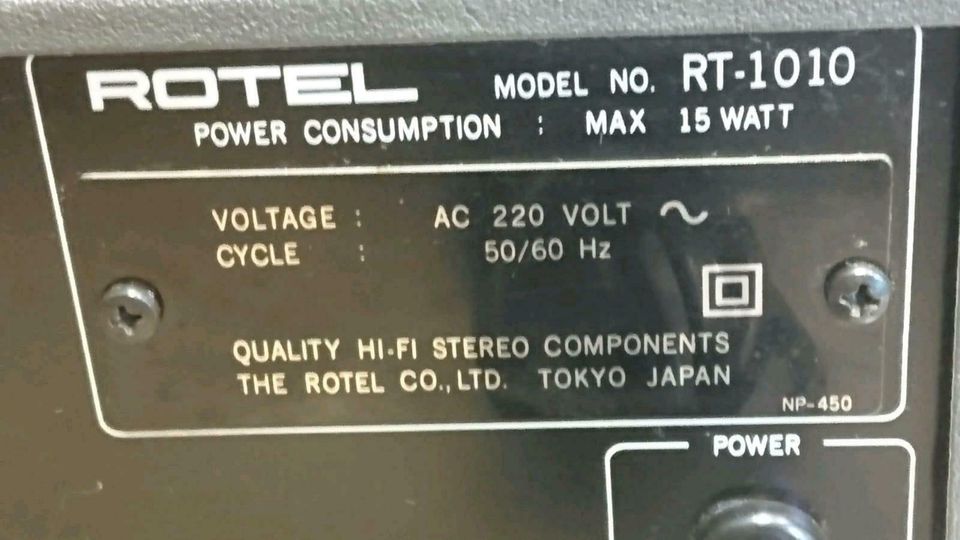 ROTEL MODEL NO. RT-1010
POWER CONSUMPTION : MAX 15 WATT
VOLTAGE : AC 220 VOLT ~
CYCLE : 50/60 Hz
QUALITY HI-FI STEREO COMPONENTS
THE ROTEL CO., LTD. TOKYO JAPAN
NP-450
POWER